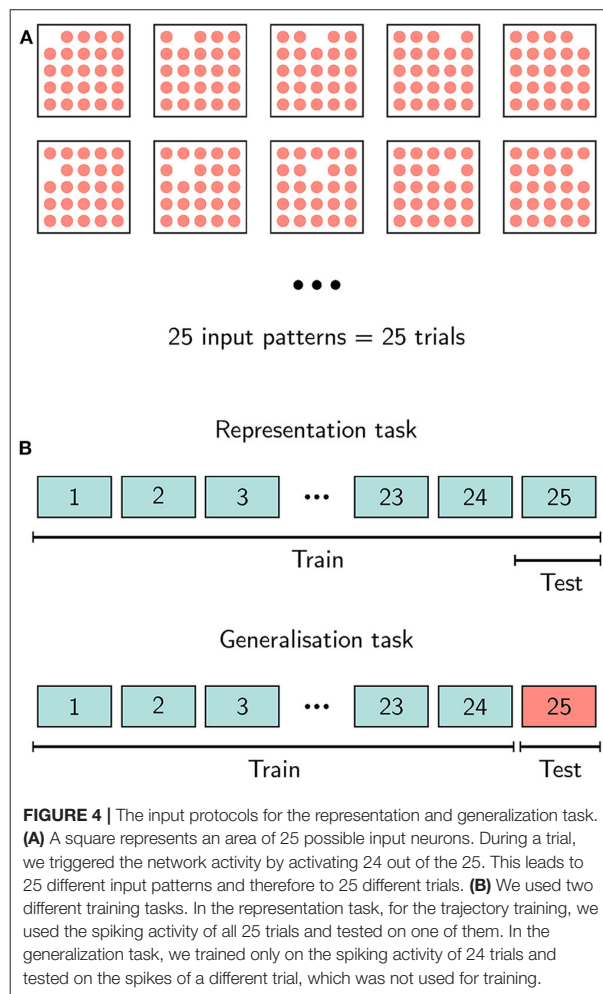 A
•••
25 input patterns = 25 trials
Representation task
B
1 2 3 ••• 23 24 25
Train
Test
Generalisation task
1 2 3 ••• 23 24 25
Train Test
FIGURE 4 | The input protocols for the representation and generalization task.
(A) A square represents an area of 25 possible input neurons. During a trial,
we triggered the network activity by activating 24 out of the 25. This leads to
25 different input patterns and therefore to 25 different trials. (B) We used two
different training tasks. In the representation task, for the trajectory training, we
used the spiking activity of all 25 trials and tested on one of them. In the
generalization task, we trained only on the spiking activity of 24 trials and
tested on the spikes of a different trial, which was not used for training.